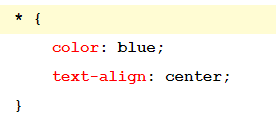 * {
    color: blue;
    text-align: center;
}